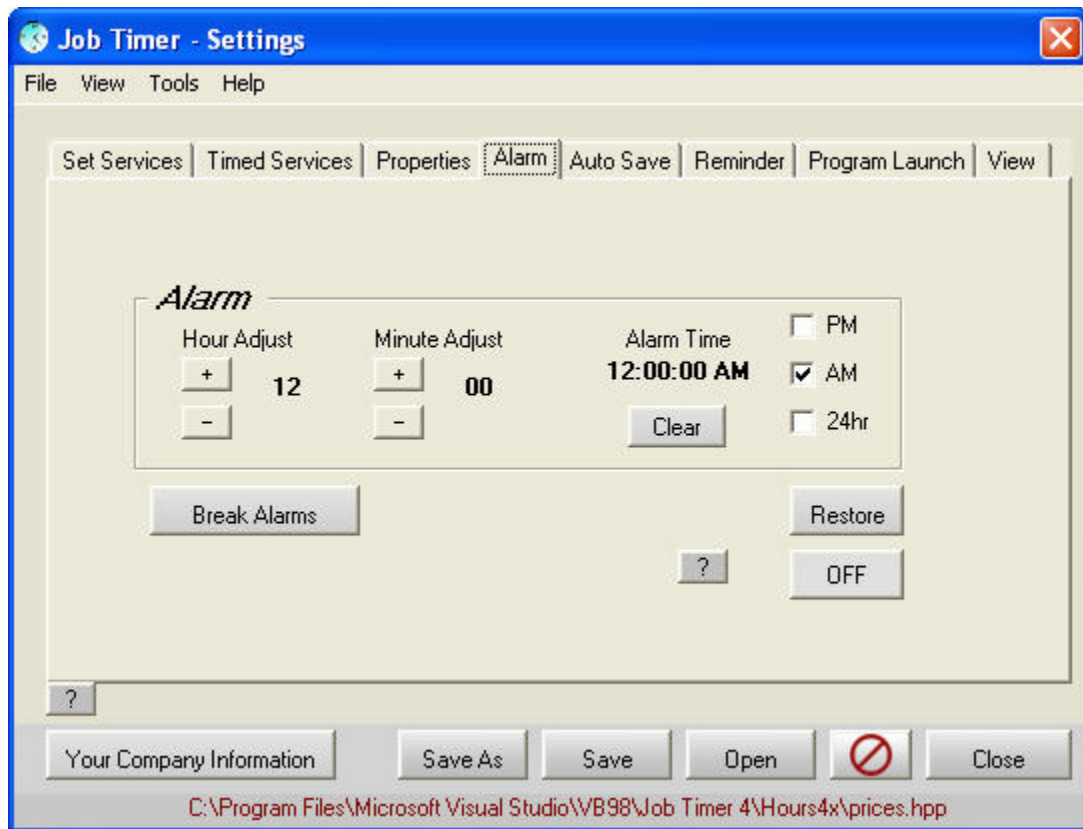 Job Timer - Settings
File View Tools Help
Set Services Timed Services Properties Alarm Auto Save Reminder Program Launch View
Alarm
Hour Adjust Minute Adjust Alarm Time PM
+ 12 + 00 12:00:00 AM AM
- - Clear 24hr
Break Alarms Restore
? OFF
?
Your Company Information Save As Save Open Close
C:\Program Files\Microsoft Visual Studio\VB98\Job Timer 4\Hours4x\prices.hpp